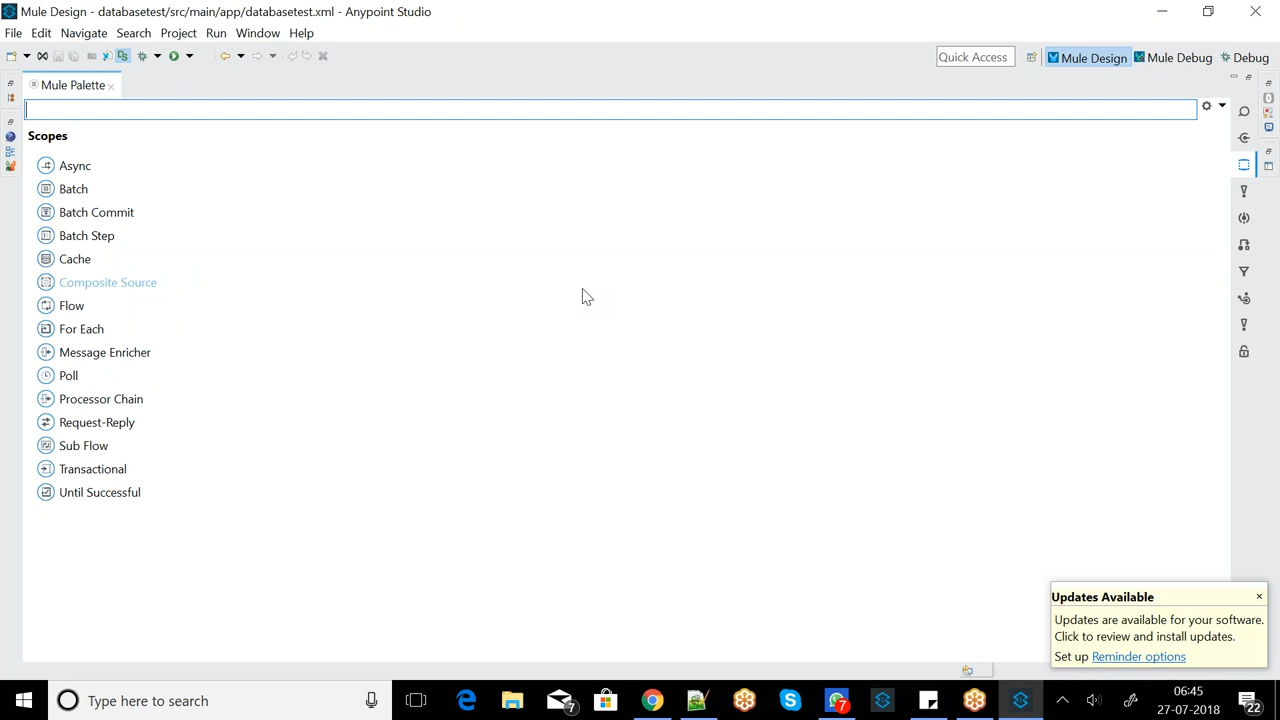 Mule Design - databasetest/src/main/app/databasetest.xml - Anypoint Studio
File Edit Navigate Search Project Run Window Help
Quick Access Mule Design Mule Debug Debug
Mule Palette
Scopes
Async
Batch
Batch Commit
Batch Step
Cache
Composite Source
Flow
For Each
Message Enricher
Poll
Processor Chain
Request-Reply
Sub Flow
Transactional
Until Successful
Updates Available
Updates are available for your software.
Click to review and install updates.
Set up Reminder options
Type here to search
7
7
06:45
27-07-2018
22